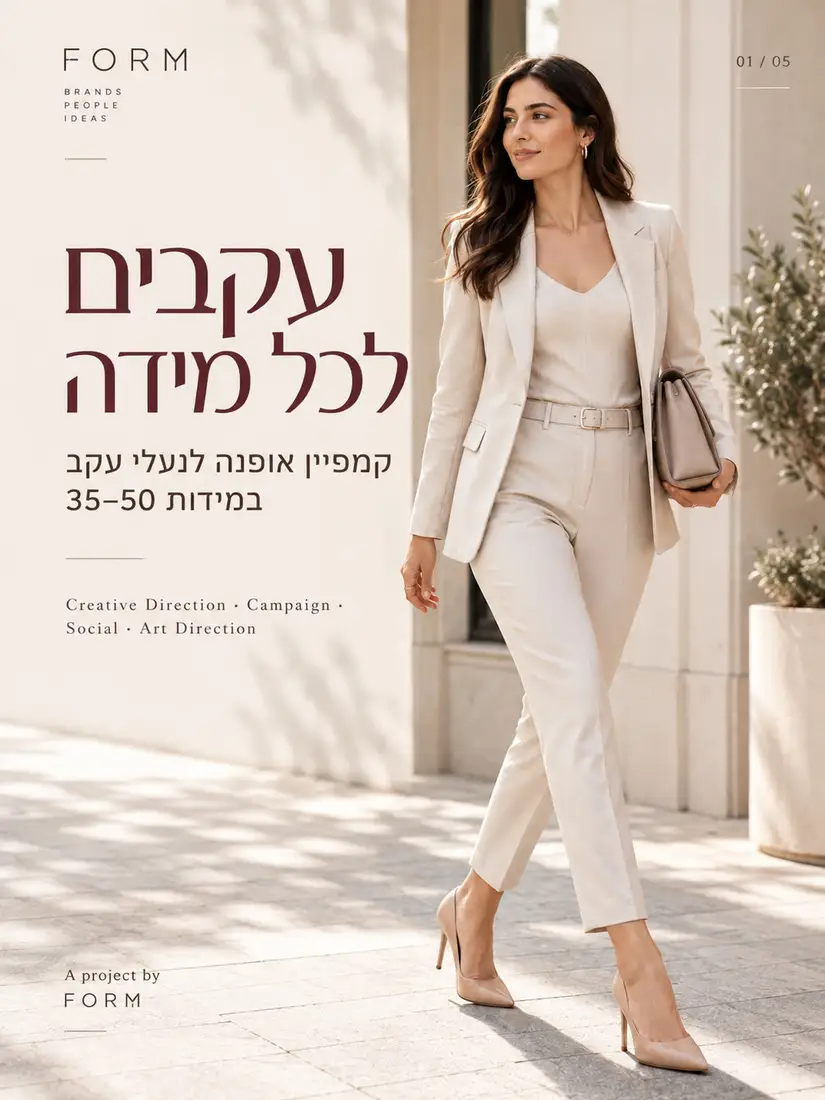 FORM
BRANDS
PEOPLE
IDEAS
01 / 05
עקבים
לכל מידה
קמפיין אופנה לנעלי עקב
במידות 35–50
Creative Direction · Campaign ·
Social · Art Direction
A project by
FORM